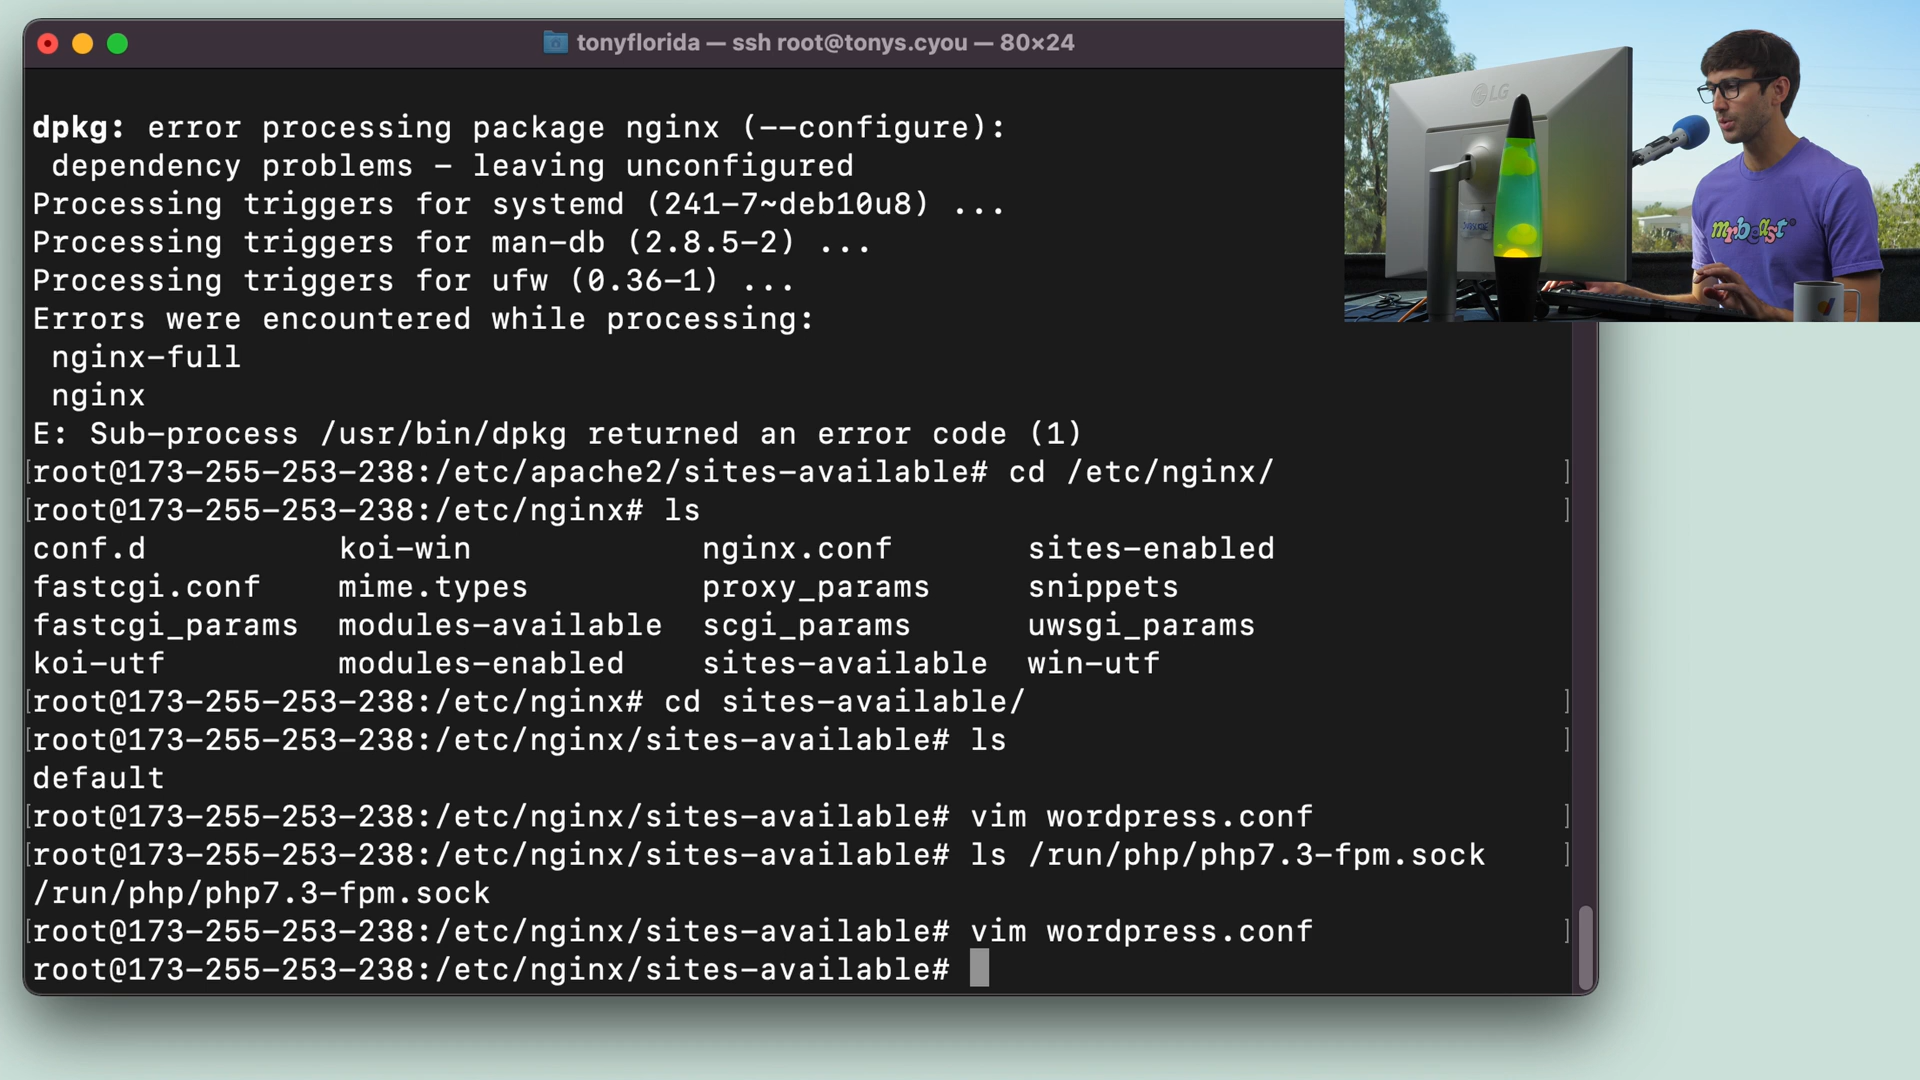 tonyflorida — ssh root@tonys.cyou — 80×24
dpkg: error processing package nginx (--configure):
 dependency problems - leaving unconfigured
Processing triggers for systemd (241-7~deb10u8) ...
Processing triggers for man-db (2.8.5-2) ...
Processing triggers for ufw (0.36-1) ...
Errors were encountered while processing:
 nginx-full
 nginx
E: Sub-process /usr/bin/dpkg returned an error code (1)
[root@173-255-253-238:/etc/apache2/sites-available# cd /etc/nginx/ ]
[root@173-255-253-238:/etc/nginx# ls ]
conf.d koi-win nginx.conf sites-enabled
fastcgi.conf mime.types proxy_params snippets
fastcgi_params modules-available scgi_params uwsgi_params
koi-utf modules-enabled sites-available win-utf
[root@173-255-253-238:/etc/nginx# cd sites-available/ ]
[root@173-255-253-238:/etc/nginx/sites-available# ls ]
default
[root@173-255-253-238:/etc/nginx/sites-available# vim wordpress.conf ]
[root@173-255-253-238:/etc/nginx/sites-available# ls /run/php/php7.3-fpm.sock ]
/run/php/php7.3-fpm.sock
[root@173-255-253-238:/etc/nginx/sites-available# vim wordpress.conf ]
root@173-255-253-238:/etc/nginx/sites-available#
LG
mrbeast